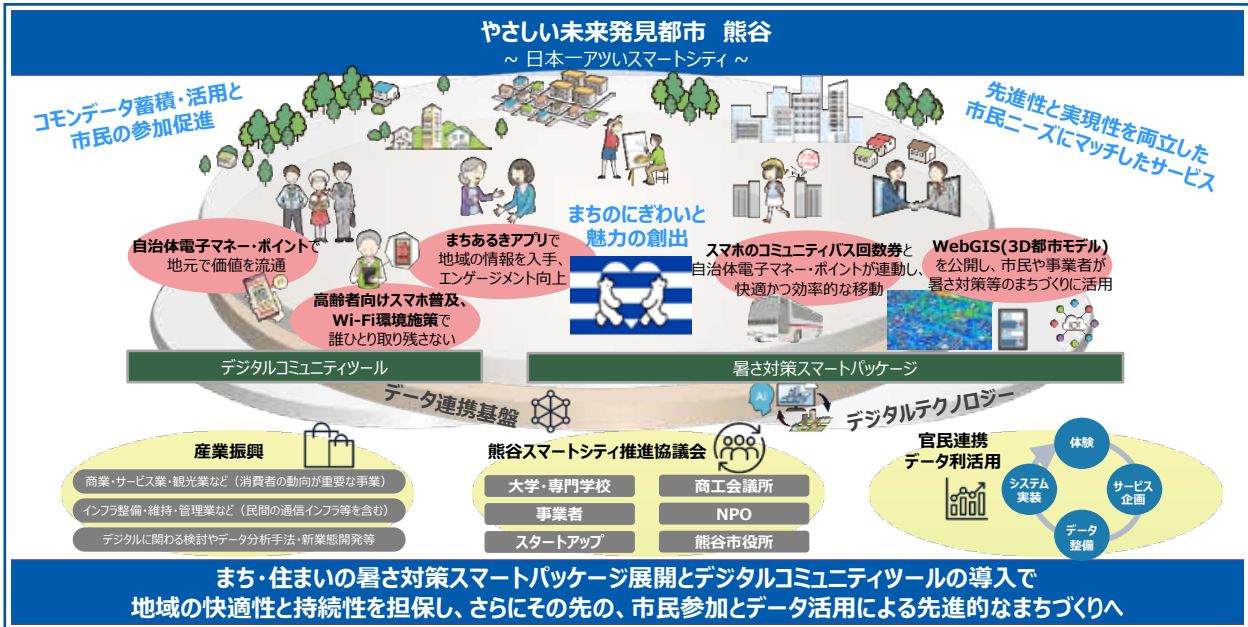 やさしい未来発見都市 熊谷
～ 日本一アツいスマートシティ ～
コモンデータ蓄積・活用と
市民の参加促進
先進性と実現性を両立した
市民ニーズにマッチしたサービス
まちのにぎわいと
魅力の創出
自治体電子マネー・ポイントで
地元で価値を流通
まちあるきアプリで
地域の情報を入手、
エンゲージメント向上
高齢者向けスマホ普及、
Wi-Fi環境施策で
誰ひとり取り残さない
スマホのコミュニティバス回数券と
自治体電子マネー・ポイントが連動し、
快適かつ効率的な移動
WebGIS(3D都市モデル)
を公開し、市民や事業者が
暑さ対策等のまちづくりに活用
デジタルコミュニティツール
暑さ対策スマートパッケージ
データ連携基盤
AI
デジタルテクノロジー
産業振興
商業・サービス業・観光業など（消費者の動向が重要な事業）
インフラ整備・維持・管理業など（民間の通信インフラ等を含む）
デジタルに関わる検討やデータ分析手法・新業態開発等
熊谷スマートシティ推進協議会
大学・専門学校
商工会議所
事業者
NPO
スタートアップ
熊谷市役所
官民連携
データ利活用
体験
サービス
企画
データ
整備
システム
実装
まち・住まいの暑さ対策スマートパッケージ展開とデジタルコミュニティツールの導入で
地域の快適性と持続性を担保し、さらにその先の、市民参加とデータ活用による先進的なまちづくりへ